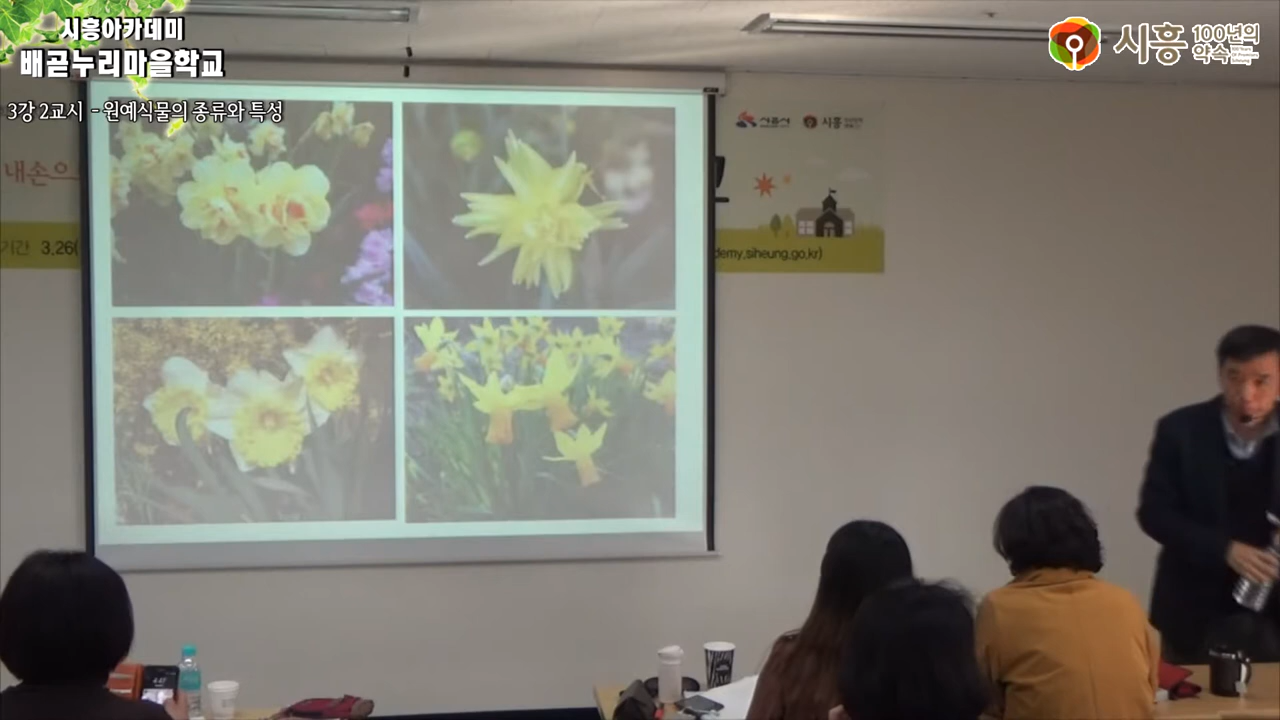 시흥아카데미
배곧누리마을학교
3강 2교시 - 원예식물의 종류와 특성
시흥 100년의
약속
내손으
기간 3.26(
시흥시
시흥
demy.siheung.go.kr)
4:47